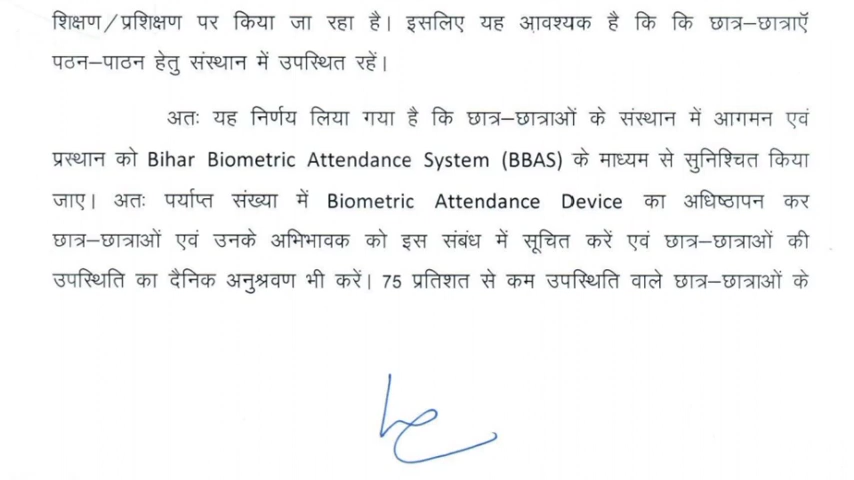 शिक्षण/प्रशिक्षण पर किया जा रहा है। इसलिए यह आवश्यक है कि कि छात्र–छात्राएँ
पठन–पाठन हेतु संस्थान में उपस्थित रहें।
अतः यह निर्णय लिया गया है कि छात्र–छात्राओं के संस्थान में आगमन एवं
प्रस्थान को Bihar Biometric Attendance System (BBAS) के माध्यम से सुनिश्चित किया
जाए। अतः पर्याप्त संख्या में Biometric Attendance Device का अधिष्ठापन कर
छात्र–छात्राओं एवं उनके अभिभावक को इस संबंध में सूचित करें एवं छात्र–छात्राओं की
उपस्थिति का दैनिक अनुश्रवण भी करें। 75 प्रतिशत से कम उपस्थिति वाले छात्र–छात्राओं के